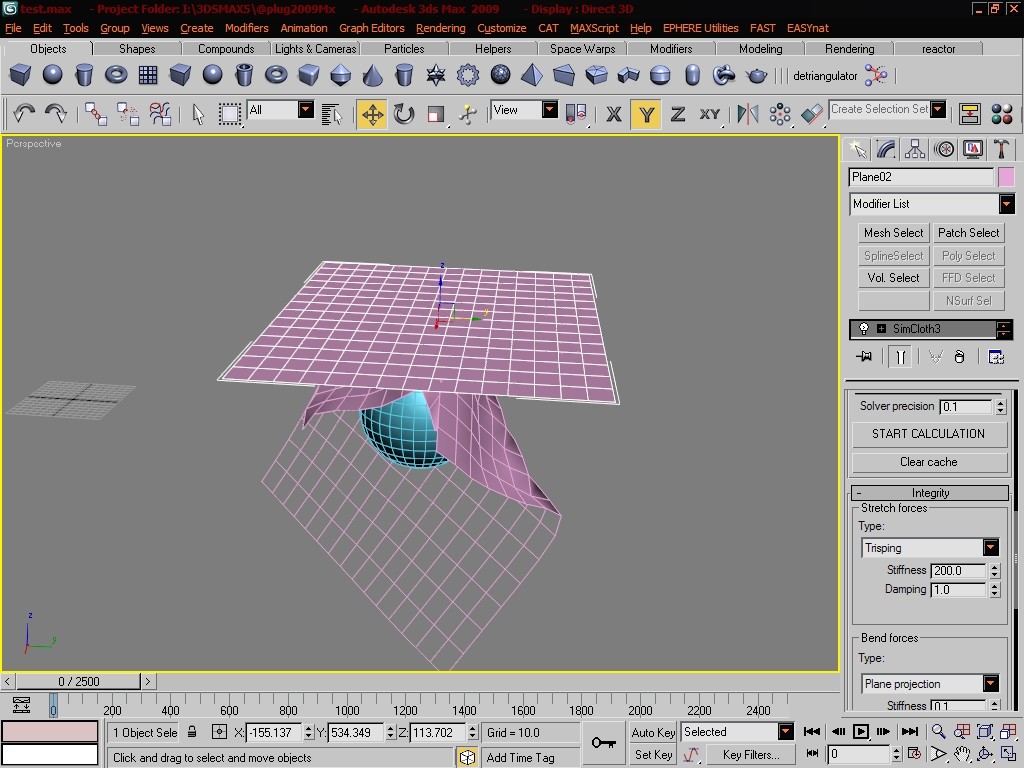 test.max - Project Folder: I:\3DSMAX5\@plug2009Mx - Autodesk 3ds Max 2009 - Display : Direct 3D
File Edit Tools Group Views Create Modifiers Animation Graph Editors Rendering Customize CAT MAXScript Help EPHERE Utilities FAST EASYnat
Objects Shapes Compounds Lights & Cameras Particles Helpers Space Warps Modifiers Modeling Rendering reactor
detriangulator
All View X Y Z XY Create Selection Set
Perspective
Plane02
Modifier List
Mesh Select Patch Select
SplineSelect Poly Select
Vol. Select FFD Select
NSurf Sel
SimCloth3
Solver precision 0.1
START CALCULATION
Clear cache
- Integrity
Stretch forces
Type:
Trisping
Stiffness 200.0
Damping 1.0
Bend forces
Type:
Plane projection
Stiffness 0.1
z
y
z
y
< 0 / 2500 >
0 200 400 600 800 1000 1200 1400 1600 1800 2000 2200 2400
1 Object Sele X: -155.137 Y: 534.349 Z: 113.702 Grid = 10.0 Auto Key Selected
Click and drag to select and move objects Add Time Tag Set Key Key Filters... 0